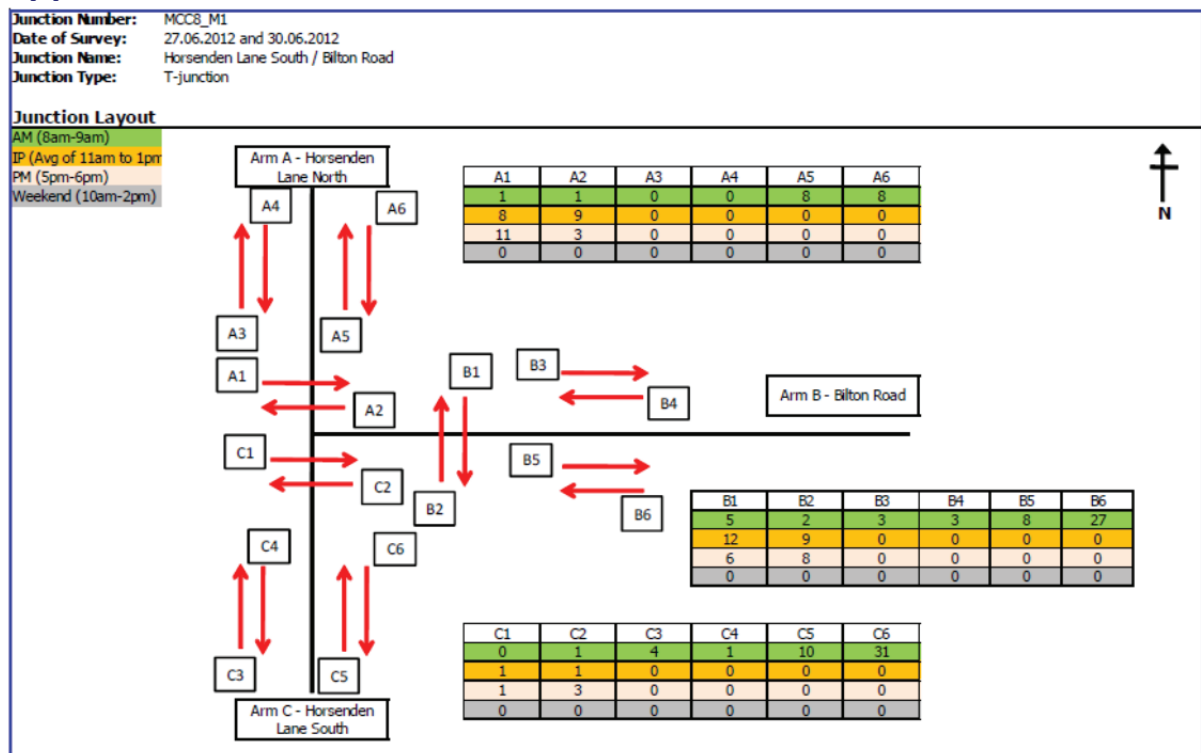 Junction Number: MCC8_M1
Date of Survey: 27.06.2012 and 30.06.2012
Junction Name: Horsenden Lane South / Bilton Road
Junction Type: T-junction
Junction Layout
AM (8am-9am)
IP (Avg of 11am to 1pm
PM (5pm-6pm)
Weekend (10am-2pm)
Arm A - Horsenden
Lane North
A1 A2 A3 A4 A5 A6
1 1 0 0 8 8
8 9 0 0 0 0
11 3 0 0 0 0
0 0 0 0 0 0
N
A4 A6
A3 A5
A1
A2
B1
B3
B4
Arm B - Bilton Road
C1
C2
B2
B5
B6
B1 B2 B3 B4 B5 B6
5 2 3 3 8 27
12 9 0 0 0 0
6 8 0 0 0 0
0 0 0 0 0 0
C4 C6
C3 C5
C1 C2 C3 C4 C5 C6
0 1 4 1 10 31
1 1 0 0 0 0
1 3 0 0 0 0
0 0 0 0 0 0
Arm C - Horsenden
Lane South